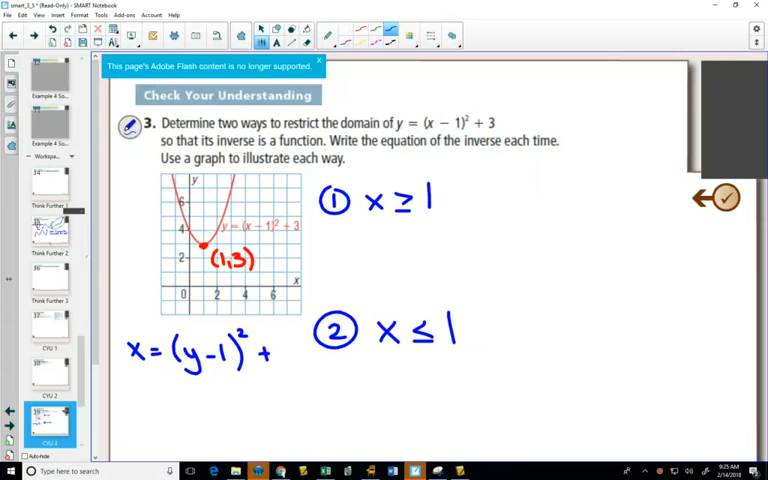 smart_3_5 * (Read-Only) - SMART Notebook
File Edit View Insert Format Tools Add-ons Account Help
This page's Adobe Flash content is no longer supported. x
Check Your Understanding
3. Determine two ways to restrict the domain of y = (x − 1)² + 3
so that its inverse is a function. Write the equation of the inverse each time.
Use a graph to illustrate each way.
y
6
4
2
0 2 4 6
x
y = (x − 1)² + 3
(1,3)
① x ≥ 1
② x ≤ 1
x = (y − 1)² +
Example 4 So...
Example 4 So...
Workspa...
34
Think Further 1
Think Further 2
36
Think Further 3
37
CYU 1
38
CYU 2
39
CYU 3
Auto-hide
Type here to search
9:25 AM
2/14/2018